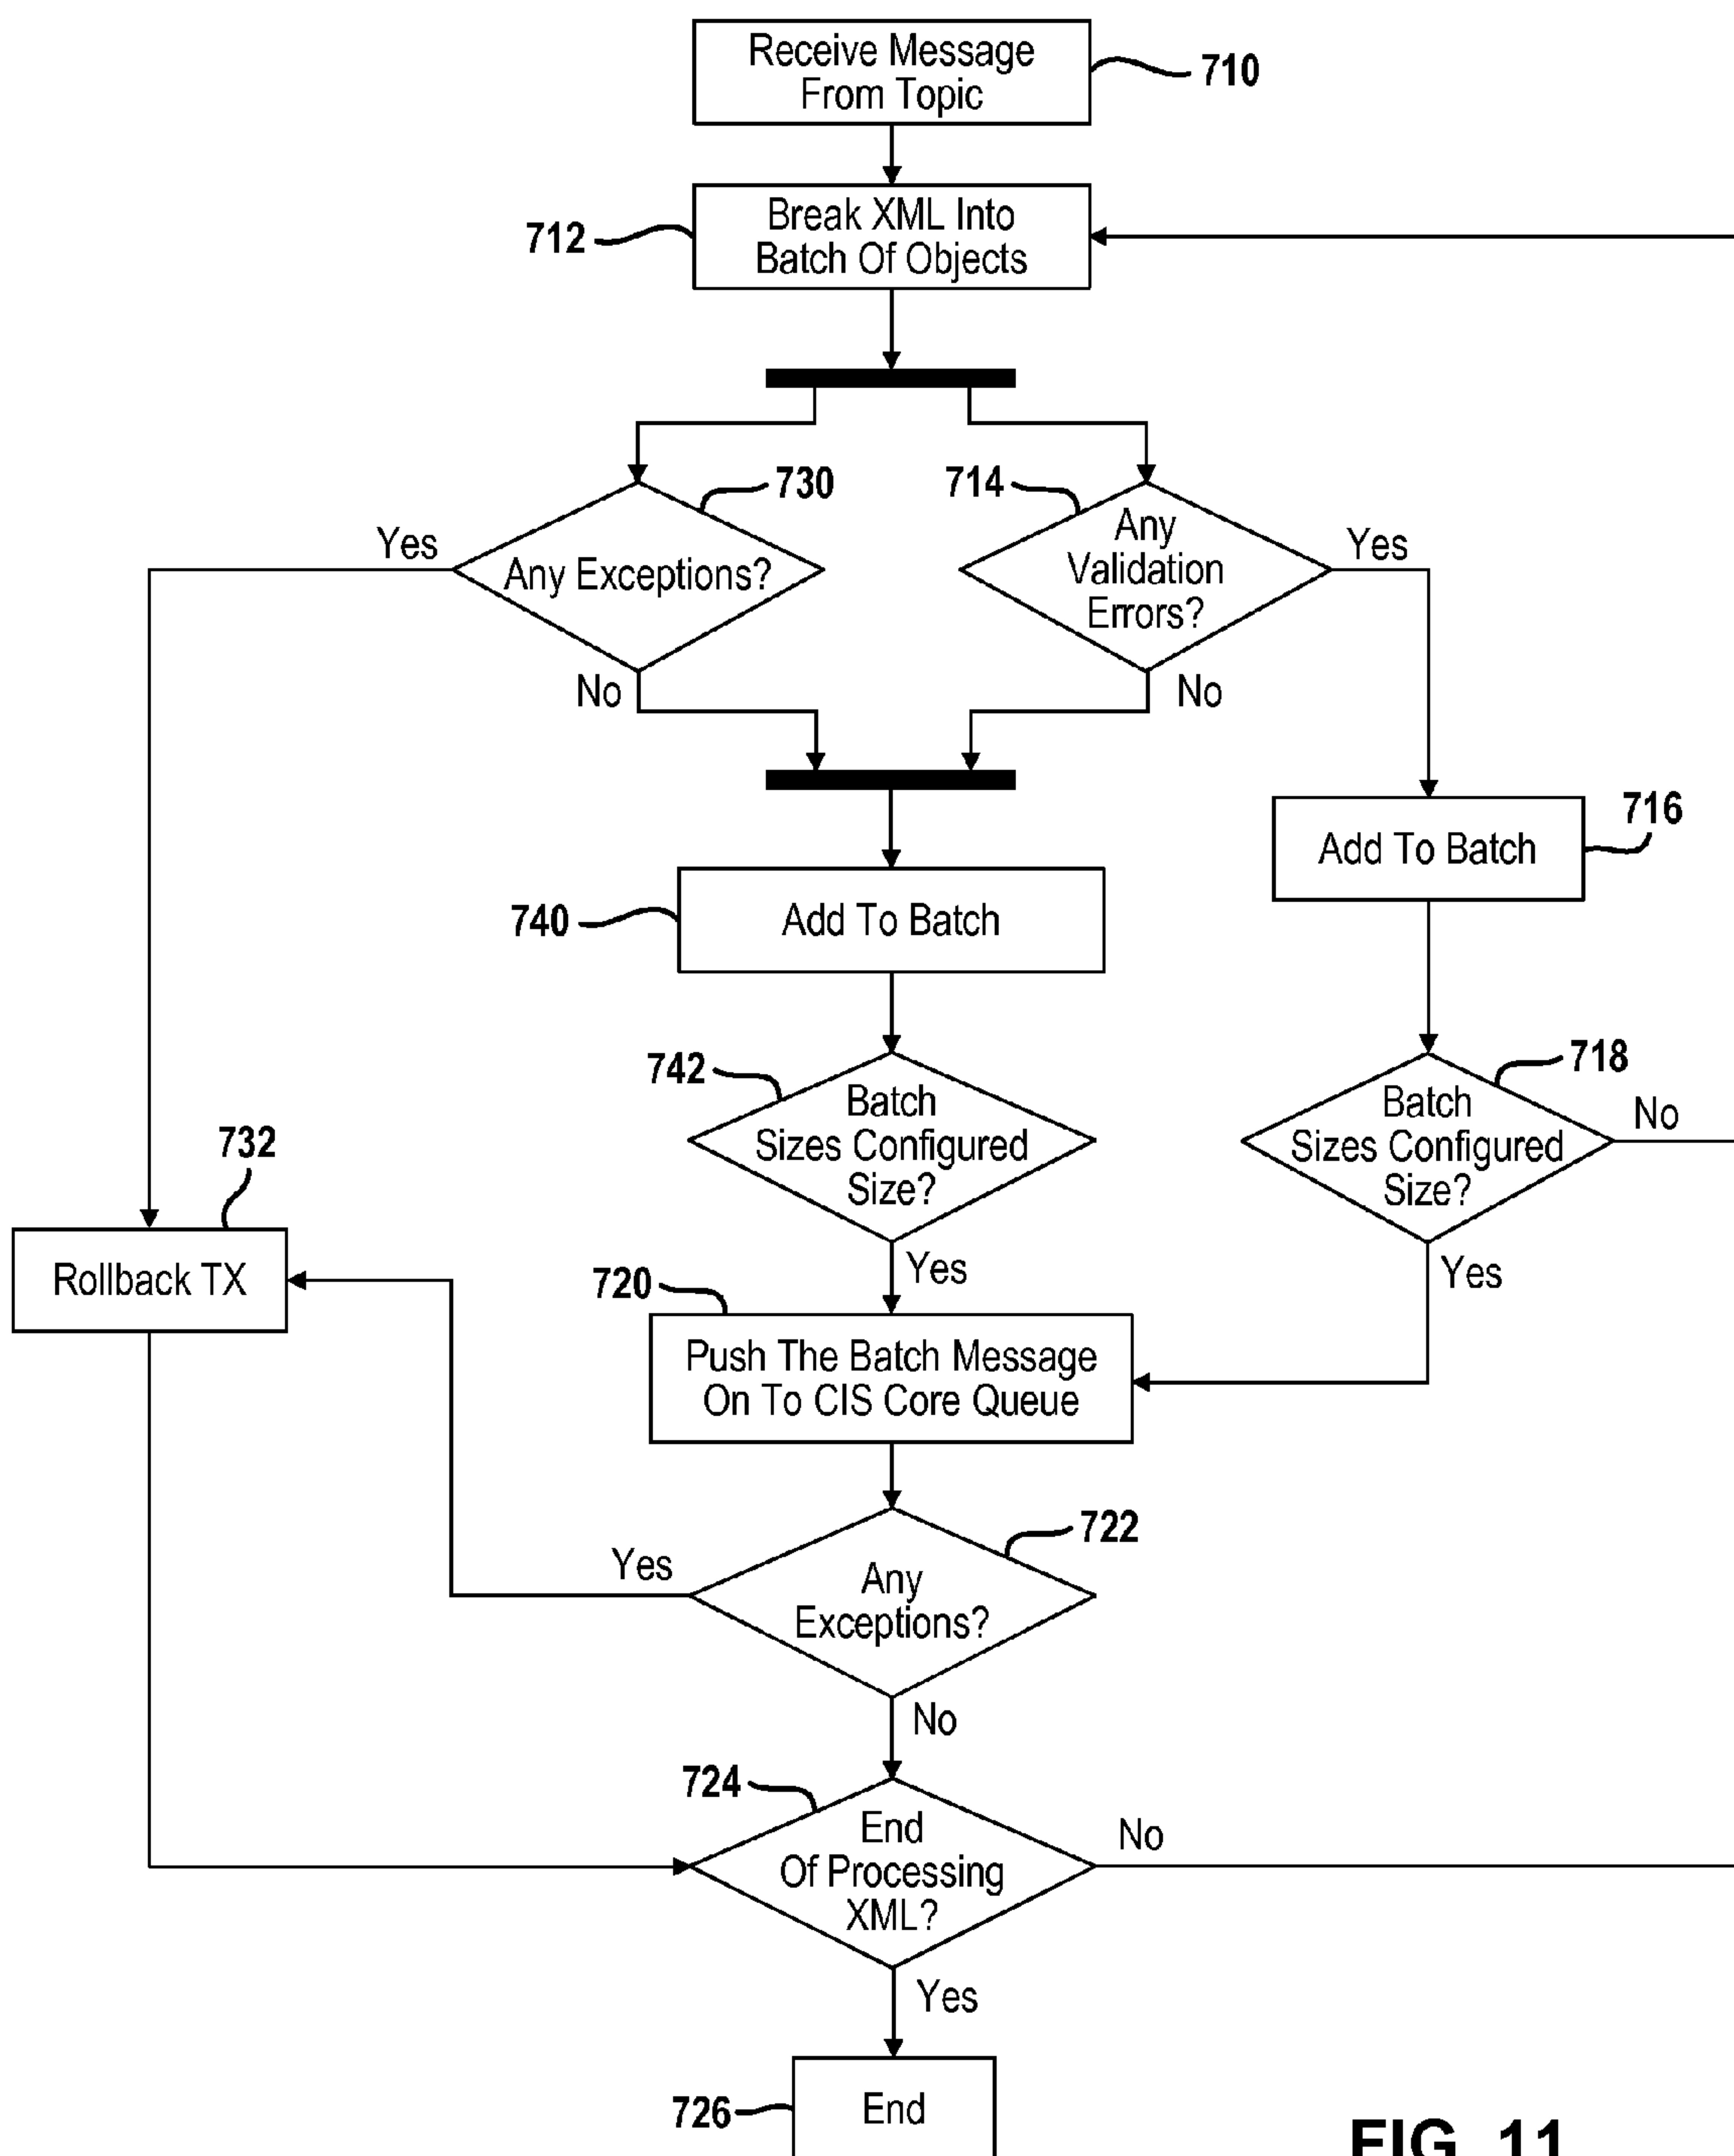 Receive Message
From Topic
710
712
Break XML Into
Batch Of Objects
730
714
Yes
Any Exceptions?
Any
Validation
Errors?
Yes
No
No
716
Add To Batch
740
Add To Batch
742
Batch
Sizes Configured
Size?
718
Batch
Sizes Configured
Size?
No
732
Rollback TX
Yes
Yes
720
Push The Batch Message
On To CIS Core Queue
722
Yes
Any
Exceptions?
No
724
End
Of Processing
XML?
No
Yes
726
End
FIG. 11